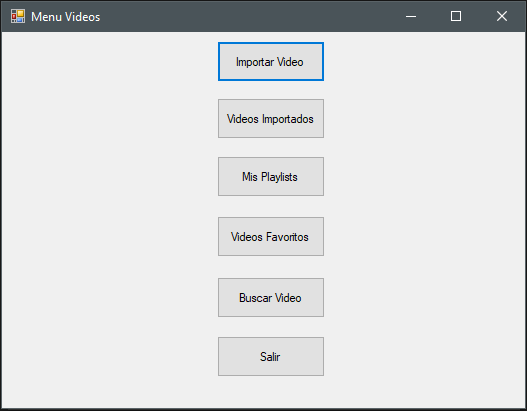 Menu Videos
Importar Video
Videos Importados
Mis Playlists
Videos Favoritos
Buscar Video
Salir